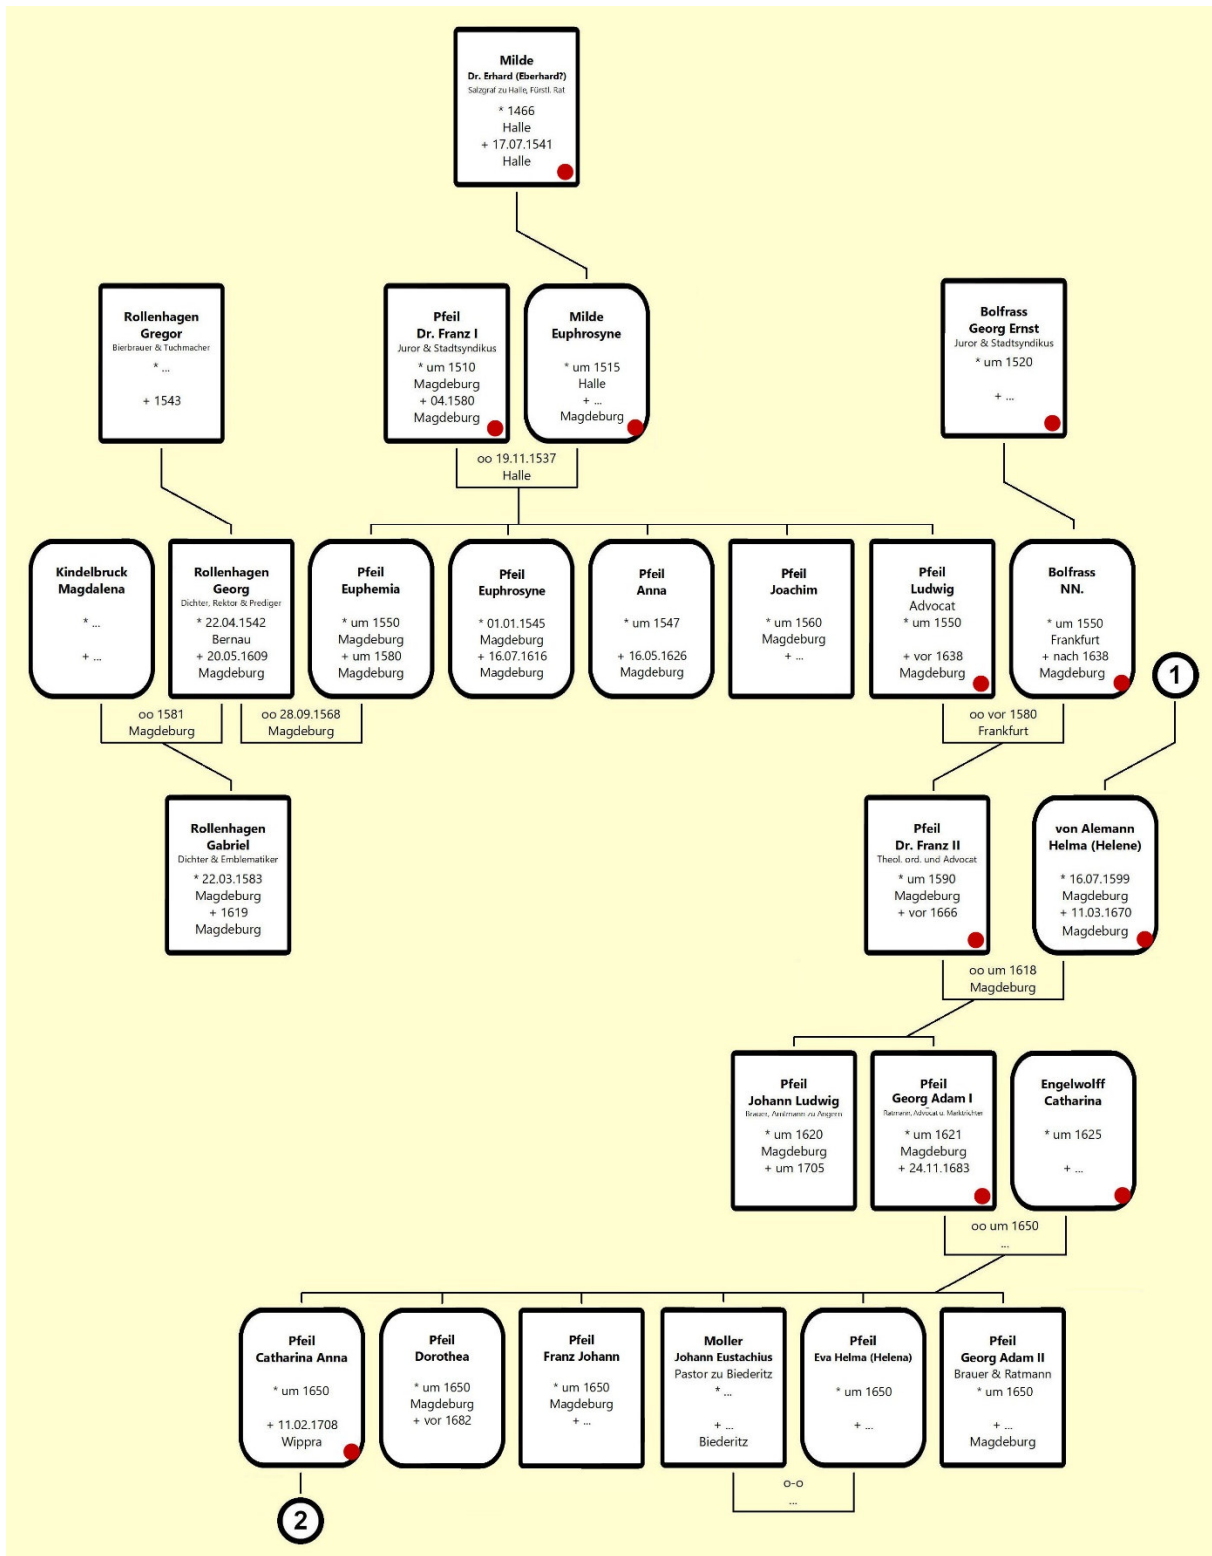 Milde
Dr. Erhard (Eberhard?)
Salzgraf zu Halle, Fürstl. Rat
* 1466
Halle
+ 17.07.1541
Halle
Rollenhagen
Gregor
Bierbrauer & Tuchmacher
* ...
+ 1543
Pfeil
Dr. Franz I
Juror & Stadtsyndikus
* um 1510
Magdeburg
+ 04.1580
Magdeburg
Milde
Euphrosyne
* um 1515
Halle
+ ...
Magdeburg
Bolfrass
Georg Ernst
Juror & Stadtsyndikus
* um 1520
+ ...
oo 19.11.1537
Halle
Kindelbruck
Magdalena
* ...
+ ...
Rollenhagen
Georg
Dichter, Rektor & Prediger
* 22.04.1542
Bernau
+ 20.05.1609
Magdeburg
Pfeil
Euphemia
* um 1550
Magdeburg
+ um 1580
Magdeburg
Pfeil
Euphrosyne
* 01.01.1545
Magdeburg
+ 16.07.1616
Magdeburg
Pfeil
Anna
* um 1547
+ 16.05.1626
Magdeburg
Pfeil
Joachim
* um 1560
Magdeburg
+ ...
Pfeil
Ludwig
Advocat
* um 1550
+ vor 1638
Magdeburg
Bolfrass
NN.
* um 1550
Frankfurt
+ nach 1638
Magdeburg
1
oo 1581
Magdeburg
oo 28.09.1568
Magdeburg
oo vor 1580
Frankfurt
Rollenhagen
Gabriel
Dichter & Emblematiker
* 22.03.1583
Magdeburg
+ 1619
Magdeburg
Pfeil
Dr. Franz II
Theol. ord. und Advocat
* um 1590
Magdeburg
+ vor 1666
von Alemann
Helma (Helene)
* 16.07.1599
Magdeburg
+ 11.03.1670
Magdeburg
oo um 1618
Magdeburg
Pfeil
Johann Ludwig
Brauer, Amtmann zu Angern
* um 1620
Magdeburg
+ um 1705
Pfeil
Georg Adam I
Ratmann, Advocat u. Marktrichter
* um 1621
Magdeburg
+ 24.11.1683
Engelwolff
Catharina
* um 1625
+ ...
oo um 1650
...
Pfeil
Catharina Anna
* um 1650
+ 11.02.1708
Wippra
Pfeil
Dorothea
* um 1650
Magdeburg
+ vor 1682
Pfeil
Franz Johann
* um 1650
Magdeburg
+ ...
Moller
Johann Eustachius
Pastor zu Biederitz
* ...
+ ...
Biederitz
Pfeil
Eva Helma (Helena)
* um 1650
+ ...
Pfeil
Georg Adam II
Brauer & Ratmann
* um 1650
+ ...
Magdeburg
o-o
...
2